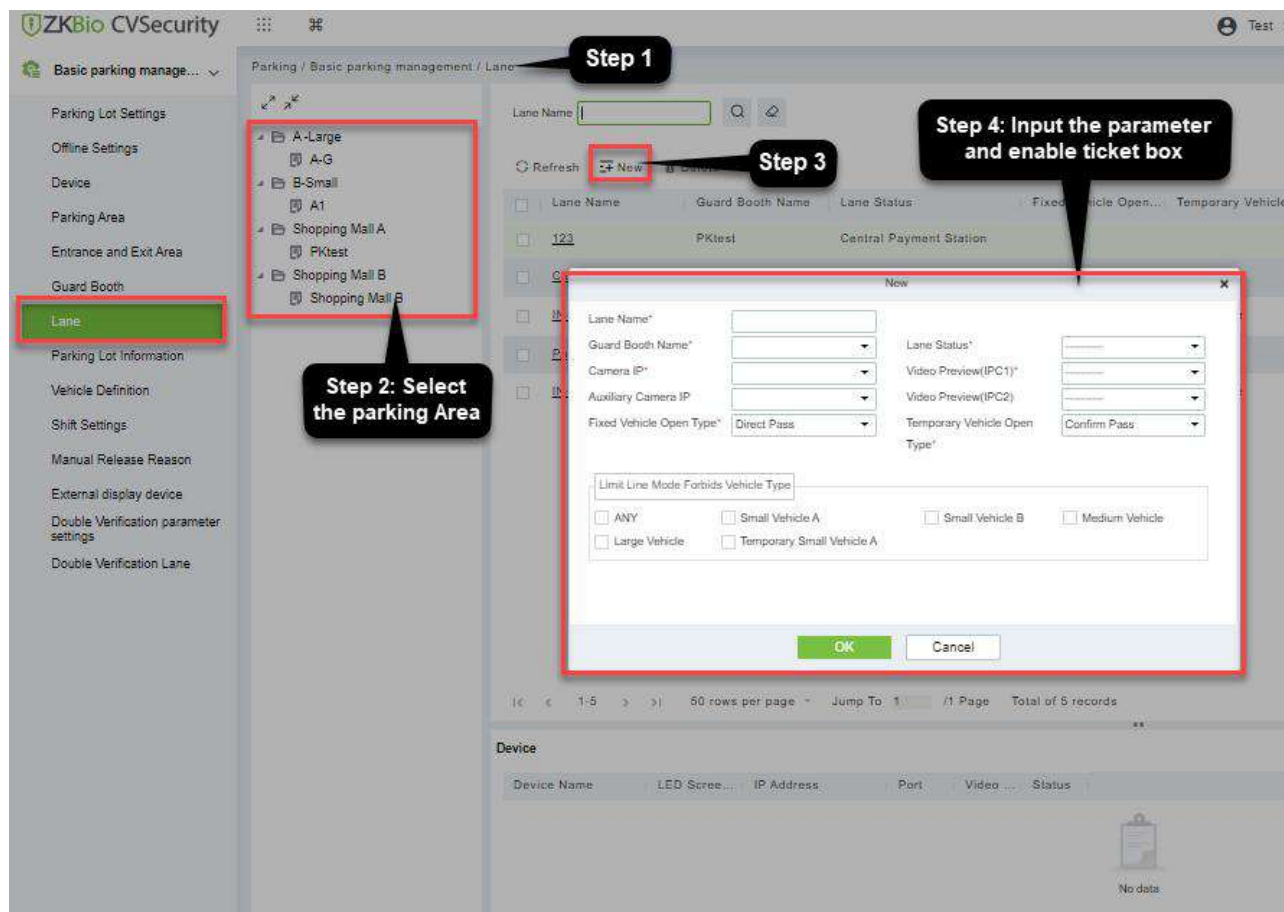 ZKBio CVSecurity
Test
Basic parking manage...
Parking Lot Settings
Offline Settings
Device
Parking Area
Entrance and Exit Area
Guard Booth
Lane
Parking Lot Information
Vehicle Definition
Shift Settings
Manual Release Reason
External display device
Double Verification parameter
settings
Double Verification Lane
Parking / Basic parking management / Lane
Step 1
A-Large
A-G
B-Small
A1
Shopping Mall A
PKtest
Shopping Mall B
Shopping Mall B
Step 2: Select
the parking Area
Lane Name
Refresh New
Step 3
Step 4: Input the parameter
and enable ticket box
Lane Name Guard Booth Name Lane Status Fixed Vehicle Open... Temporary Vehicle
123 PKtest Central Payment Station
New
Lane Name*
Guard Booth Name* Lane Status* ----------
Camera IP* Video Preview(IPC1)* ----------
Auxiliary Camera IP Video Preview(IPC2) ----------
Fixed Vehicle Open Type* Direct Pass Temporary Vehicle Open Confirm Pass
Type*
Limit Line Mode Forbids Vehicle Type
ANY Small Vehicle A Small Vehicle B Medium Vehicle
Large Vehicle Temporary Small Vehicle A
OK Cancel
1-5 50 rows per page Jump To 1 /1 Page Total of 5 records
Device
Device Name LED Scree... IP Address Port Video ... Status
No data